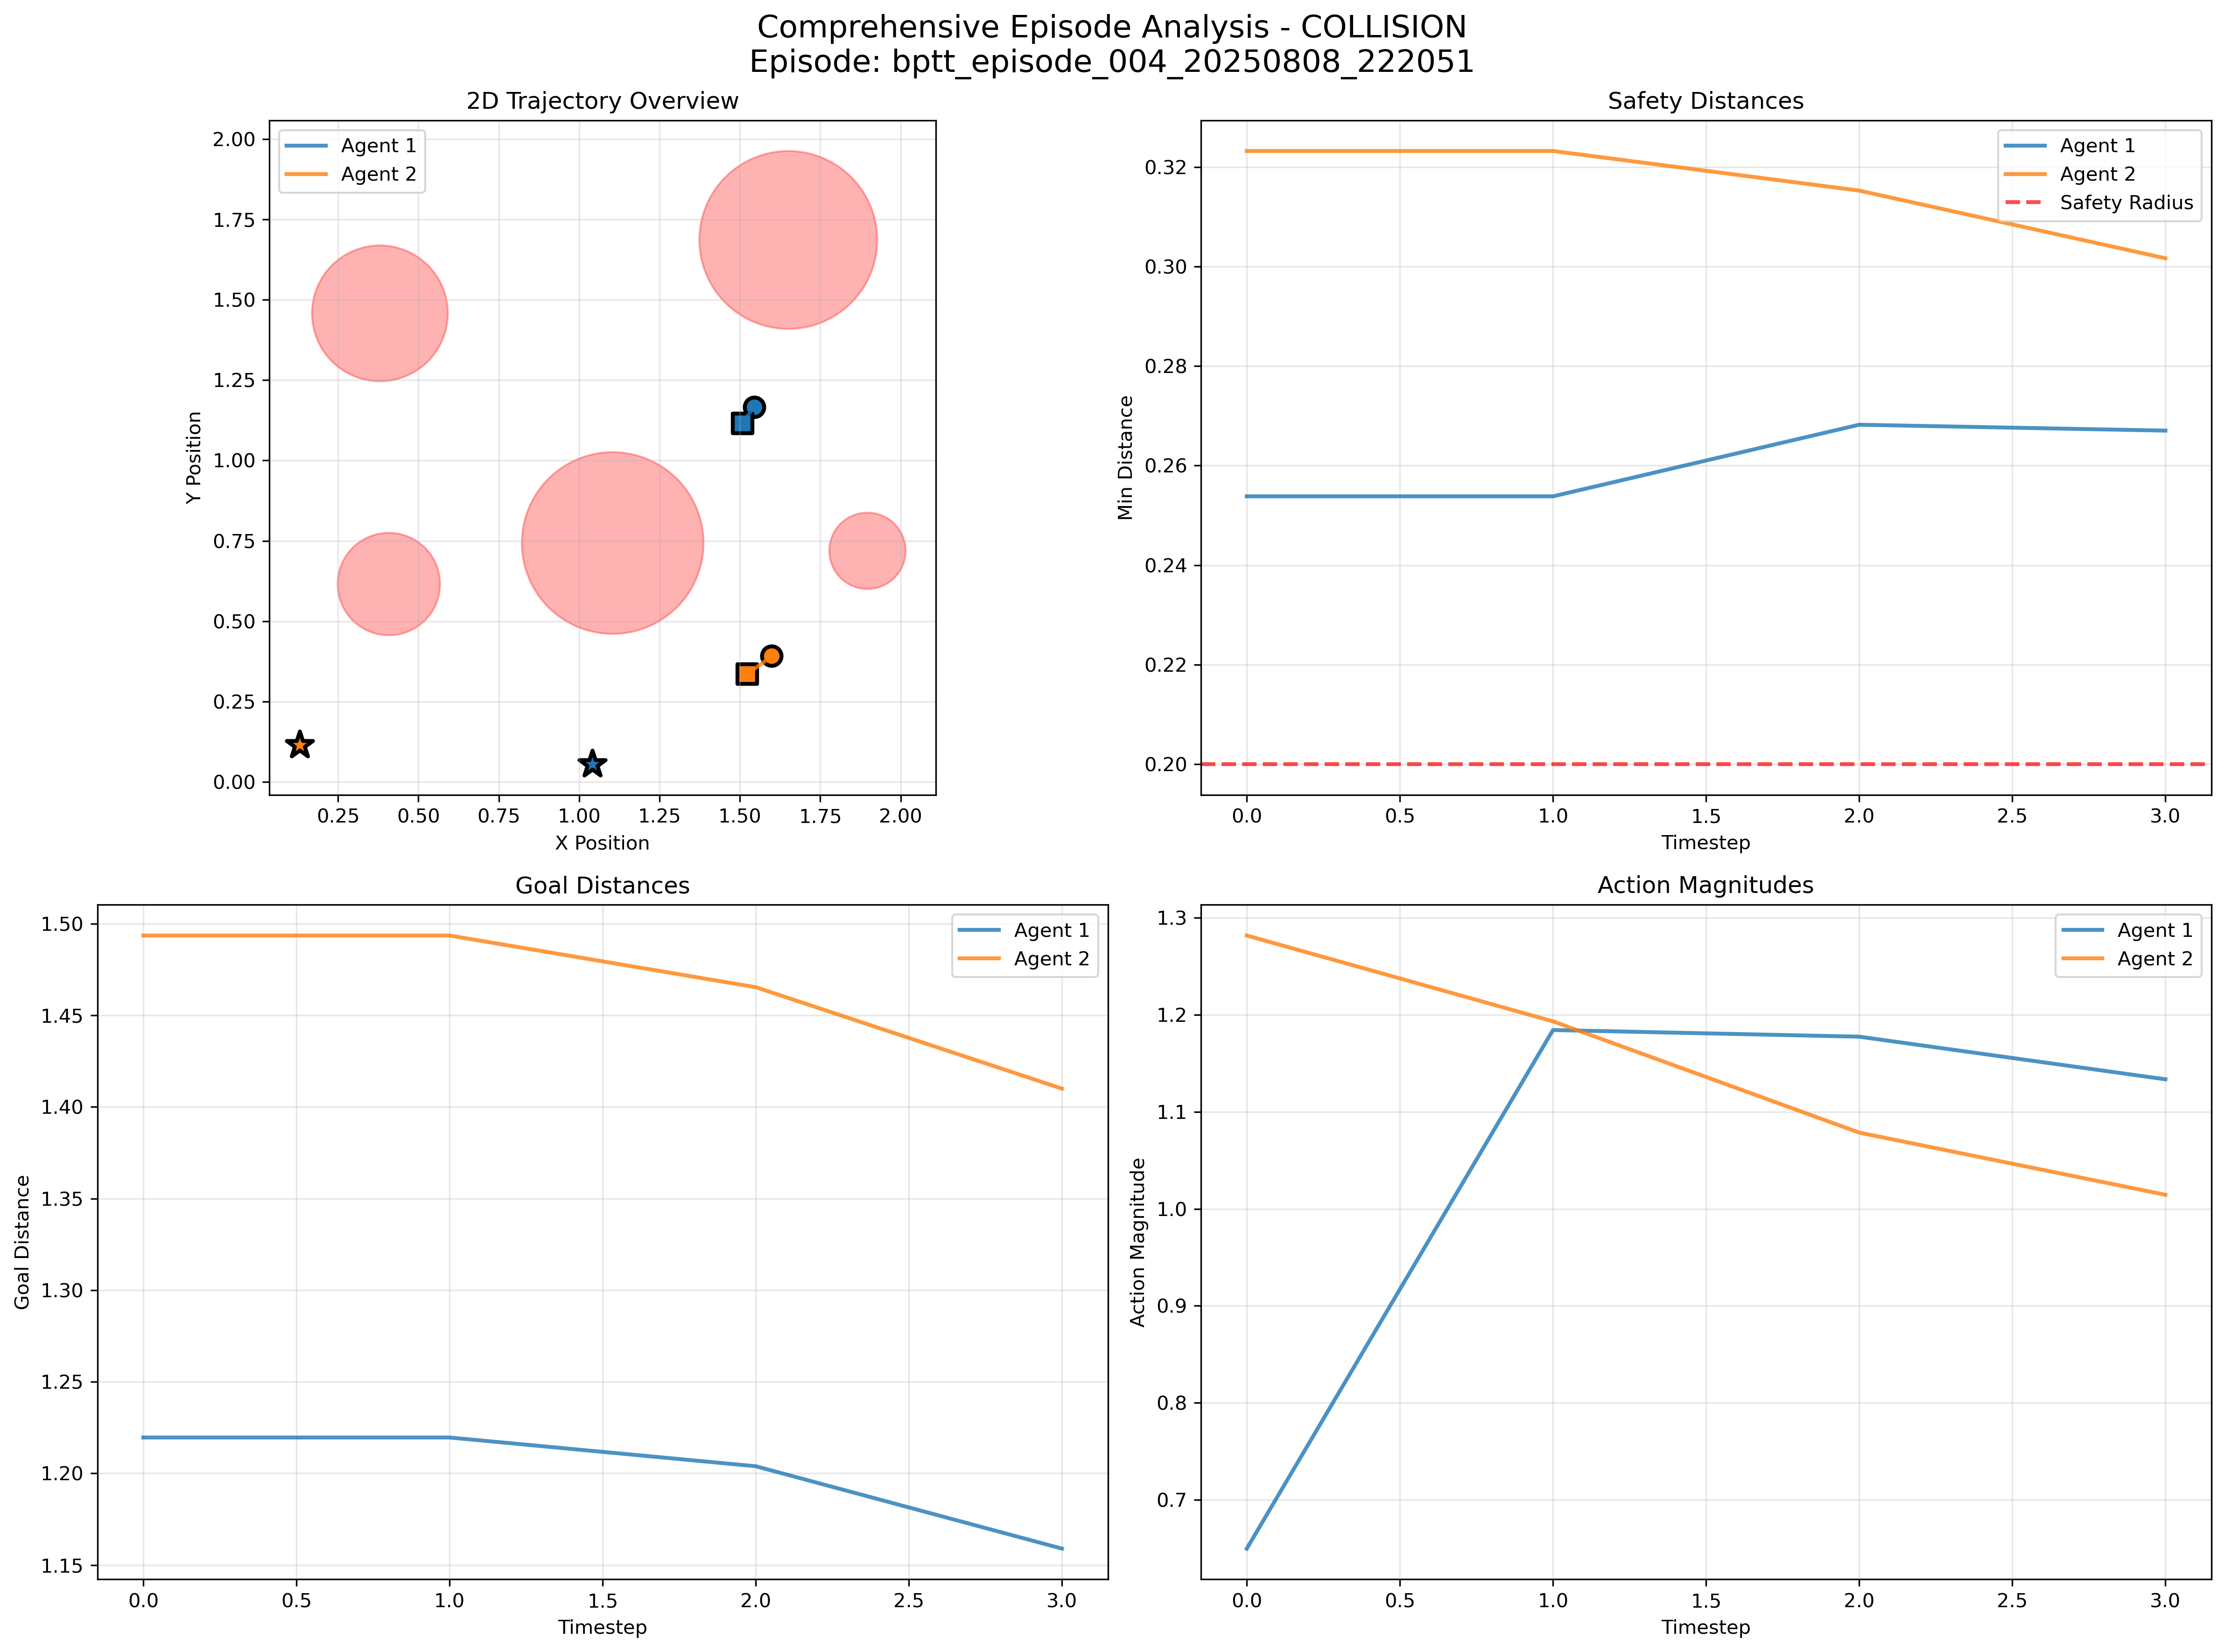 Comprehensive Episode Analysis - COLLISION
Episode: bptt_episode_004_20250808_222051
2D Trajectory Overview
Agent 1
Agent 2
2.00
1.75
1.50
1.25
1.00
0.75
0.50
0.25
0.00
Y Position
0.25 0.50 0.75 1.00 1.25 1.50 1.75 2.00
X Position
Safety Distances
Agent 1
Agent 2
Safety Radius
0.32
0.30
0.28
0.26
0.24
0.22
0.20
Min Distance
0.0 0.5 1.0 1.5 2.0 2.5 3.0
Timestep
Goal Distances
Agent 1
Agent 2
1.50
1.45
1.40
1.35
1.30
1.25
1.20
1.15
Goal Distance
0.0 0.5 1.0 1.5 2.0 2.5 3.0
Timestep
Action Magnitudes
Agent 1
Agent 2
1.3
1.2
1.1
1.0
0.9
0.8
0.7
Action Magnitude
0.0 0.5 1.0 1.5 2.0 2.5 3.0
Timestep